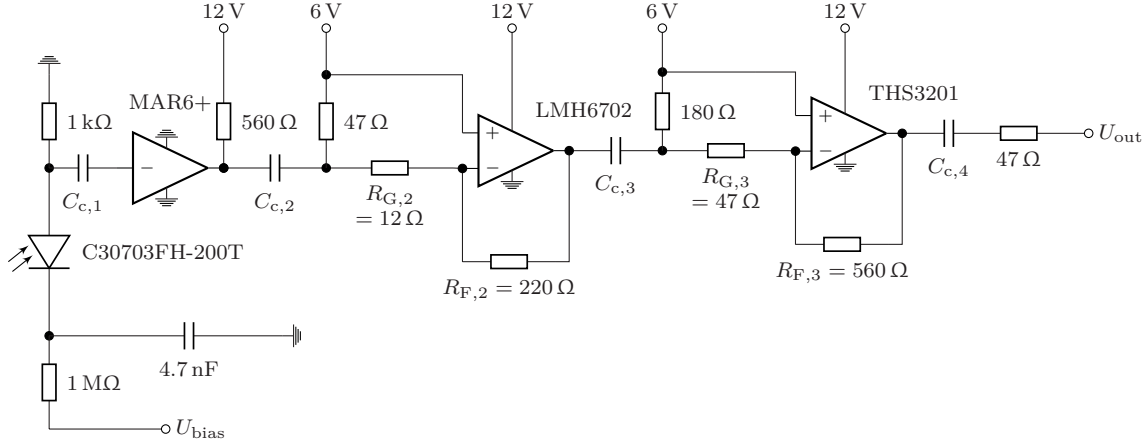 12 V
6 V
12 V
6 V
12 V
MAR6+
LMH6702
THS3201
1 kΩ
560 Ω
47 Ω
180 Ω
+
+
−
−
−
U_out
C_c,1
C_c,2
C_c,3
C_c,4
47 Ω
R_G,2
= 12 Ω
R_G,3
= 47 Ω
C30703FH-200T
R_F,2 = 220 Ω
R_F,3 = 560 Ω
4.7 nF
1 MΩ
U_bias